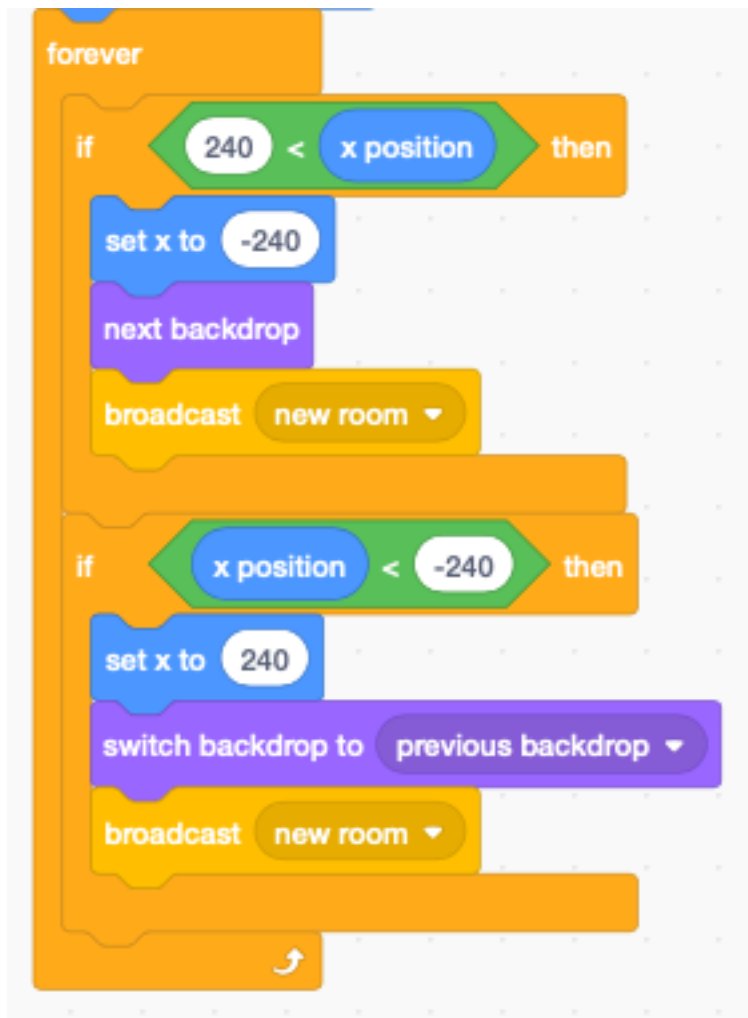 forever
if 240 < x position then
set x to -240
next backdrop
broadcast new room
if x position < -240 then
set x to 240
switch backdrop to previous backdrop
broadcast new room